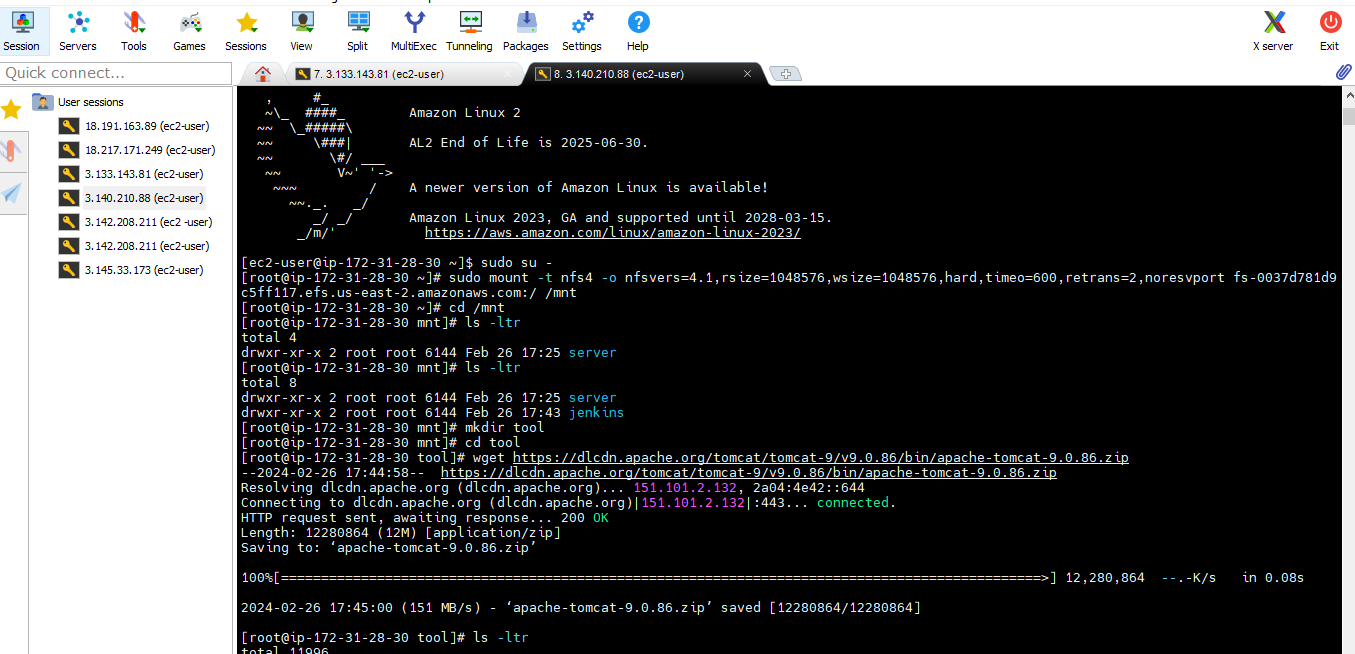 Session Servers Tools Games Sessions View Split MultiExec Tunneling Packages Settings Help X server Exit
Quick connect...
7. 3.133.143.81 (ec2-user)
8. 3.140.210.88 (ec2-user)
User sessions
18.191.163.89 (ec2-user)
18.217.171.249 (ec2-user)
3.133.143.81 (ec2-user)
3.140.210.88 (ec2-user)
3.142.208.211 (ec2 -user)
3.142.208.211 (ec2-user)
3.145.33.173 (ec2-user)
   ,     #_
   ~\_  ####_        Amazon Linux 2
  ~~  \_#####\
  ~~     \###|       AL2 End of Life is 2025-06-30.
  ~~       \#/ ___
   ~~       V~' '->
    ~~~         /    A newer version of Amazon Linux is available!
      ~~._.   _/
         _/ _/       Amazon Linux 2023, GA and supported until 2028-03-15.
       _/m/'           https://aws.amazon.com/linux/amazon-linux-2023/
[ec2-user@ip-172-31-28-30 ~]$ sudo su -
[root@ip-172-31-28-30 ~]# sudo mount -t nfs4 -o nfsvers=4.1,rsize=1048576,wsize=1048576,hard,timeo=600,retrans=2,noresvport fs-0037d781d9
c5ff117.efs.us-east-2.amazonaws.com:/ /mnt
[root@ip-172-31-28-30 ~]# cd /mnt
[root@ip-172-31-28-30 mnt]# ls -ltr
total 4
drwxr-xr-x 2 root root 6144 Feb 26 17:25 server
[root@ip-172-31-28-30 mnt]# ls -ltr
total 8
drwxr-xr-x 2 root root 6144 Feb 26 17:25 server
drwxr-xr-x 2 root root 6144 Feb 26 17:43 jenkins
[root@ip-172-31-28-30 mnt]# mkdir tool
[root@ip-172-31-28-30 mnt]# cd tool
[root@ip-172-31-28-30 tool]# wget https://dlcdn.apache.org/tomcat/tomcat-9/v9.0.86/bin/apache-tomcat-9.0.86.zip
--2024-02-26 17:44:58--  https://dlcdn.apache.org/tomcat/tomcat-9/v9.0.86/bin/apache-tomcat-9.0.86.zip
Resolving dlcdn.apache.org (dlcdn.apache.org)... 151.101.2.132, 2a04:4e42::644
Connecting to dlcdn.apache.org (dlcdn.apache.org)|151.101.2.132|:443... connected.
HTTP request sent, awaiting response... 200 OK
Length: 12280864 (12M) [application/zip]
Saving to: ‘apache-tomcat-9.0.86.zip’
100%[================================================================================================>] 12,280,864  --.-K/s   in 0.08s
2024-02-26 17:45:00 (151 MB/s) - ‘apache-tomcat-9.0.86.zip’ saved [12280864/12280864]
[root@ip-172-31-28-30 tool]# ls -ltr
total 11996